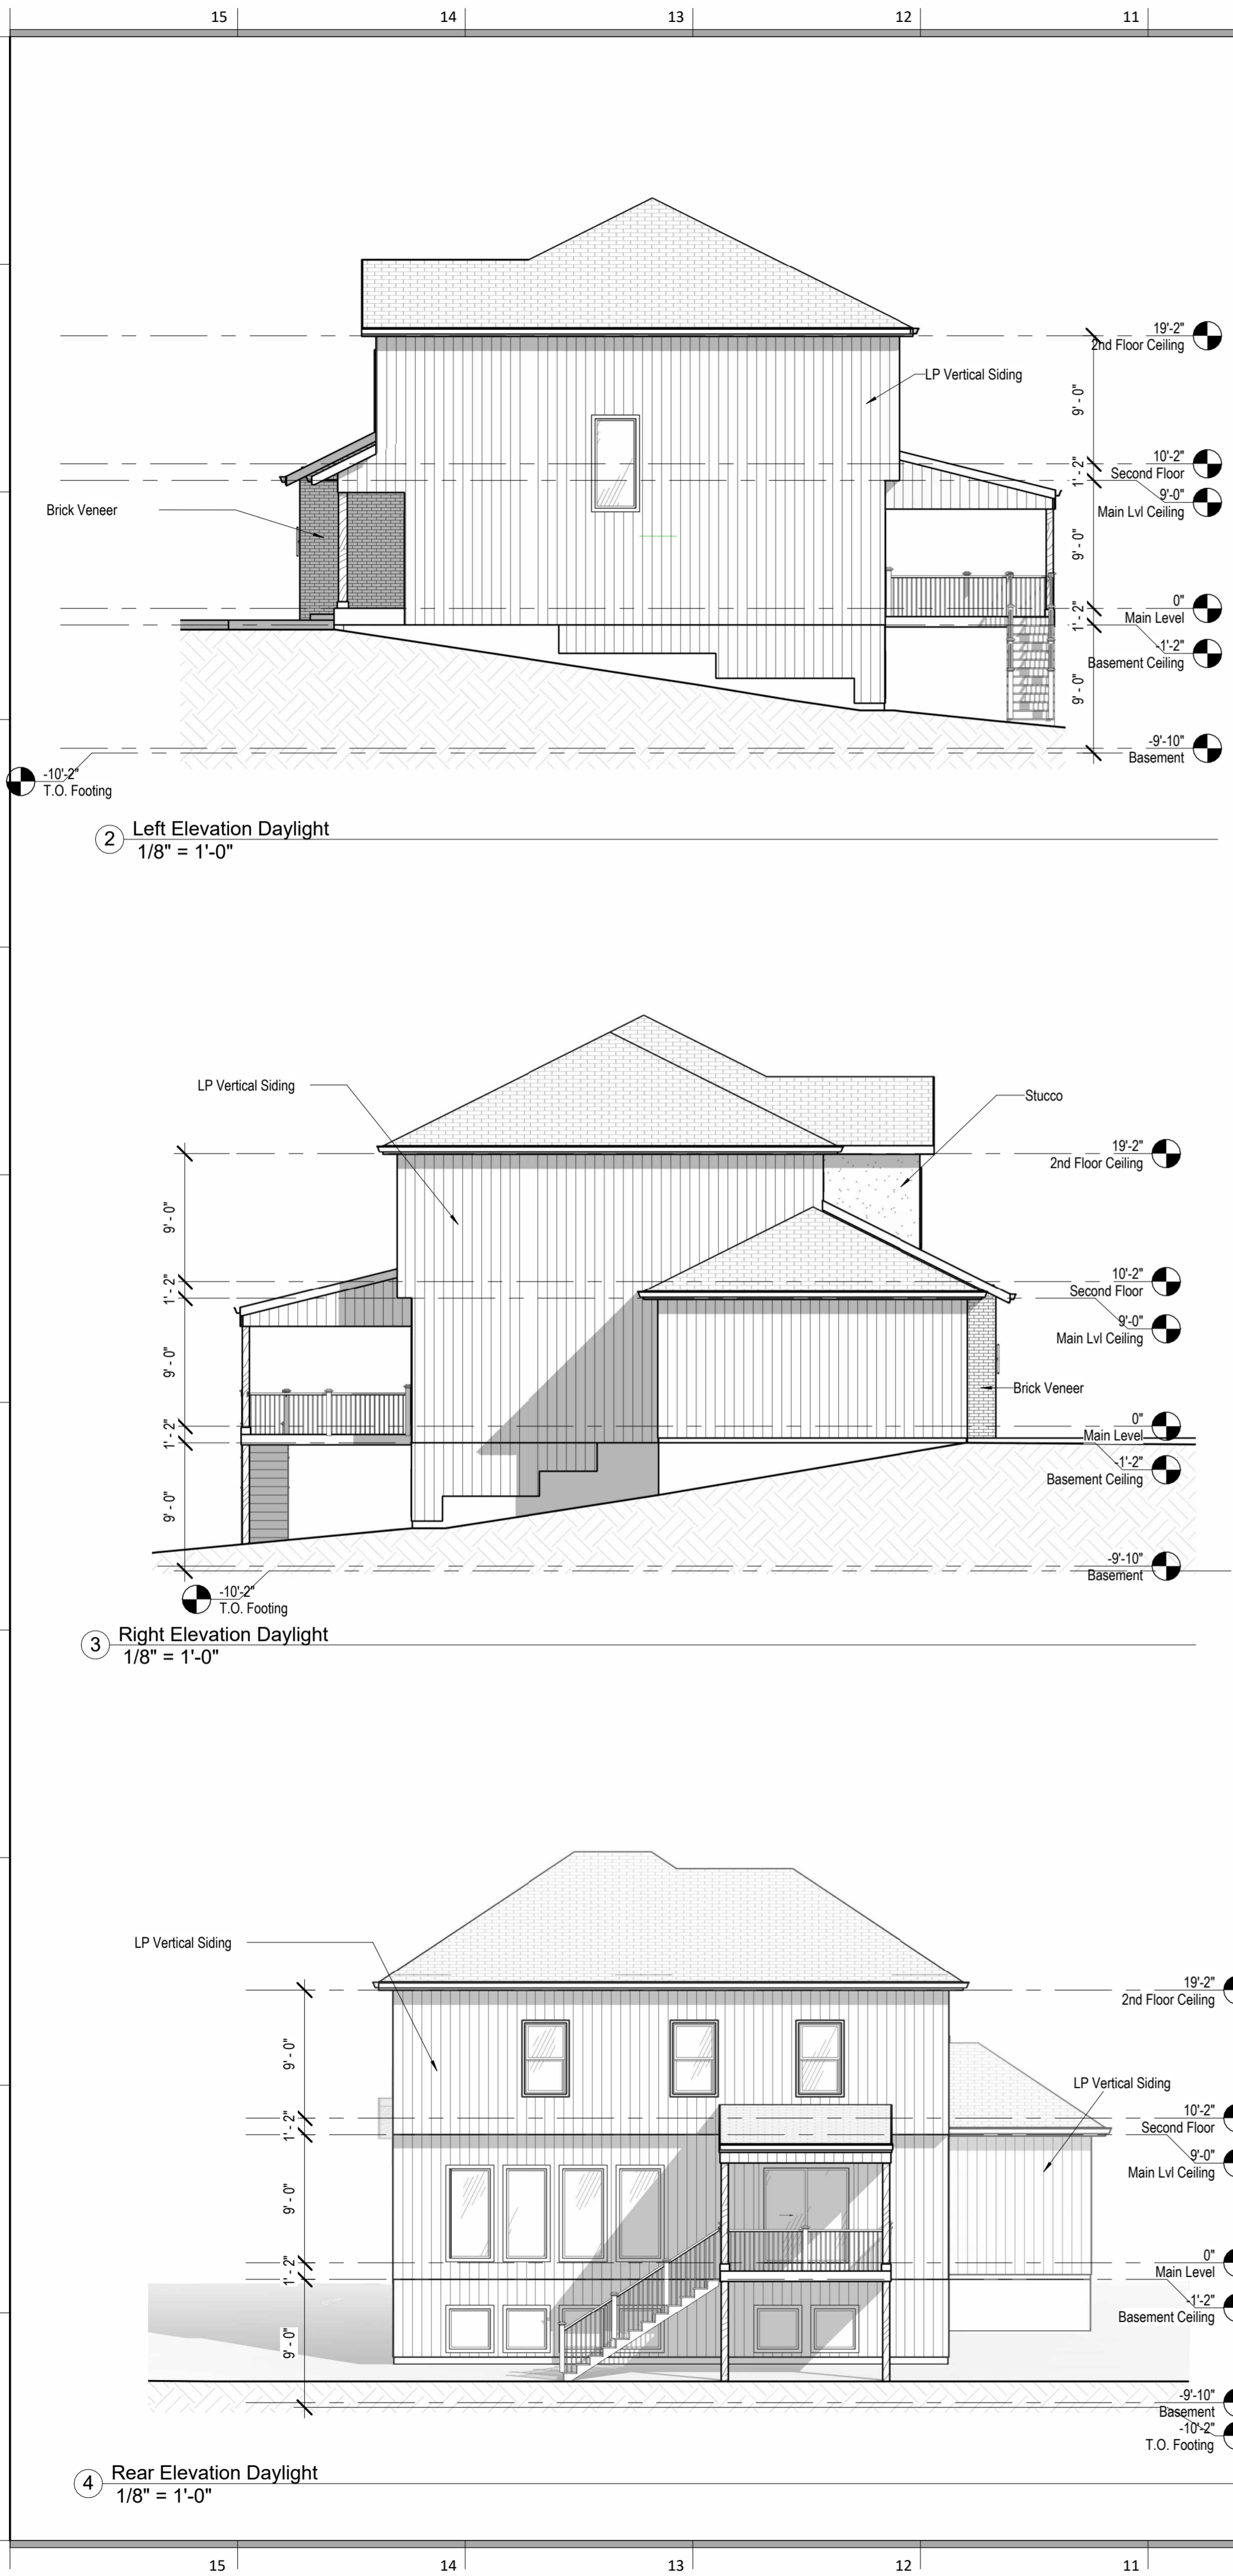 15 14 13 12 11
19'-2"
2nd Floor Ceiling
LP Vertical Siding
9' - 0"
10'-2"
Second Floor
1' - 2"
9'-0"
Main Lvl Ceiling
Brick Veneer
9' - 0"
0"
Main Level
1' - 2"
-1'-2"
Basement Ceiling
9' - 0"
-9'-10"
Basement
-10'-2"
T.O. Footing
2 Left Elevation Daylight
1/8" = 1'-0"
LP Vertical Siding
Stucco
19'-2"
2nd Floor Ceiling
9' - 0"
10'-2"
Second Floor
1' - 2"
9'-0"
Main Lvl Ceiling
9' - 0"
Brick Veneer
0"
Main Level
1' - 2"
-1'-2"
Basement Ceiling
9' - 0"
-9'-10"
Basement
-10'-2"
T.O. Footing
3 Right Elevation Daylight
1/8" = 1'-0"
LP Vertical Siding
19'-2"
2nd Floor Ceiling
9' - 0"
LP Vertical Siding
10'-2"
Second Floor
1' - 2"
9'-0"
Main Lvl Ceiling
9' - 0"
0"
Main Level
1' - 2"
-1'-2"
Basement Ceiling
9' - 0"
-9'-10"
Basement
-10'-2"
T.O. Footing
4 Rear Elevation Daylight
1/8" = 1'-0"
15 14 13 12 11